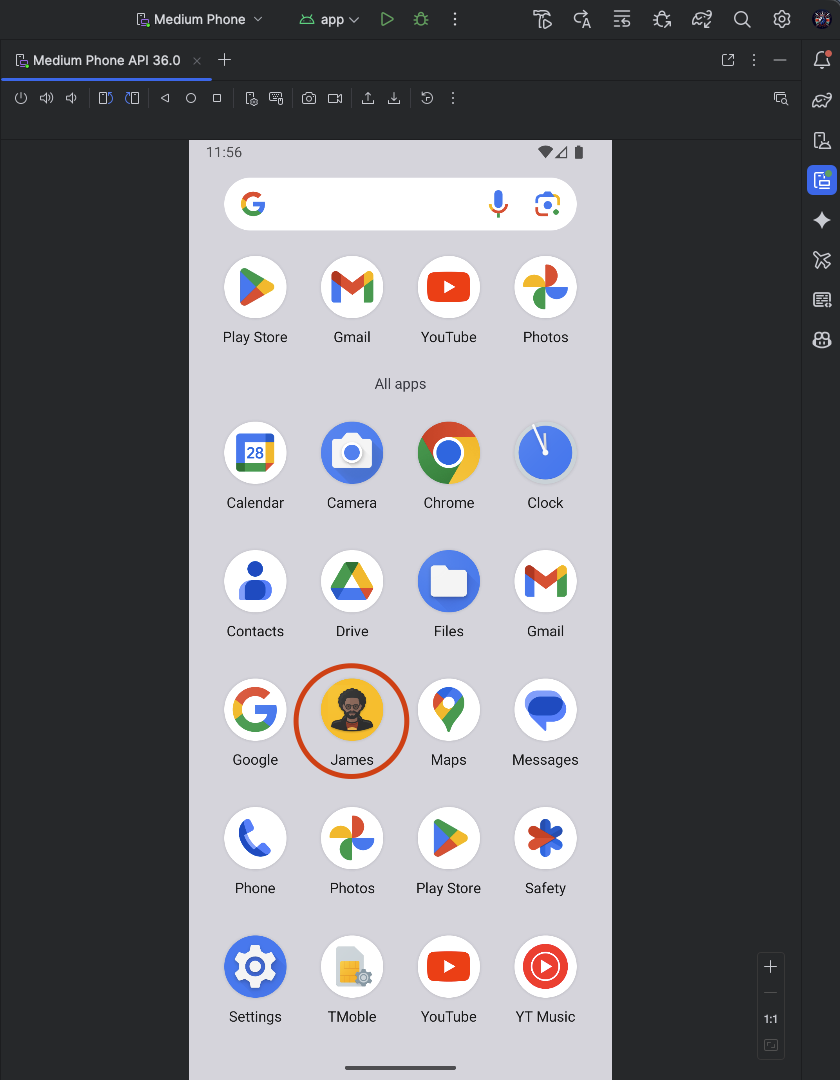 Medium Phone
app
Medium Phone API 36.0
11:56
Play Store Gmail YouTube Photos
All apps
28
Calendar Camera Chrome Clock
Contacts Drive Files Gmail
Google James Maps Messages
Phone Photos Play Store Safety
Settings TMoble YouTube YT Music
1:1